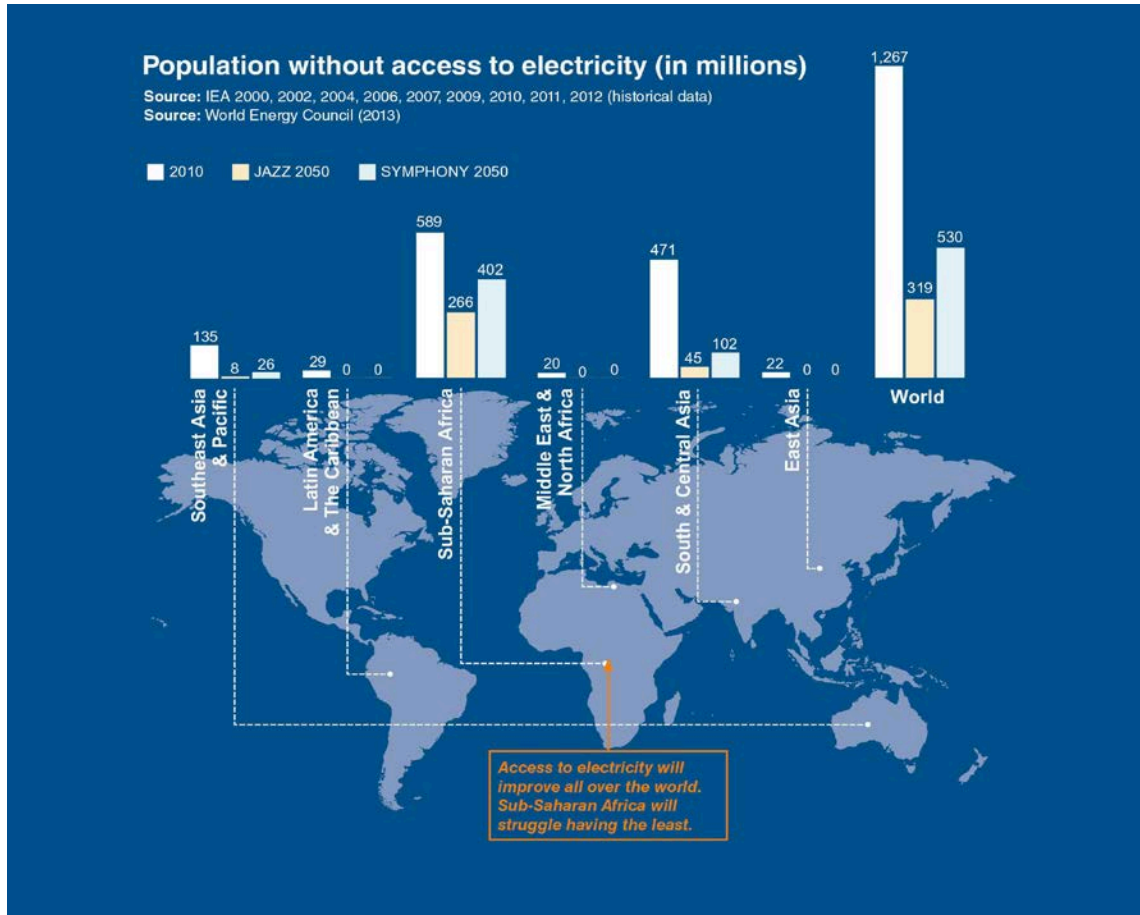 Population without access to electricity (in millions)
Source: IEA 2000, 2002, 2004, 2006, 2007, 2009, 2010, 2011, 2012 (historical data)
Source: World Energy Council (2013)
2010
JAZZ 2050
SYMPHONY 2050
135
8
26
Southeast Asia
& Pacific
29
0
0
Latin America
& The Caribbean
589
266
402
Sub-Saharan Africa
20
0
0
Middle East &
North Africa
471
45
102
South & Central Asia
22
0
0
East Asia
1,267
319
530
World
Access to electricity will
improve all over the world.
Sub-Saharan Africa will
struggle having the least.